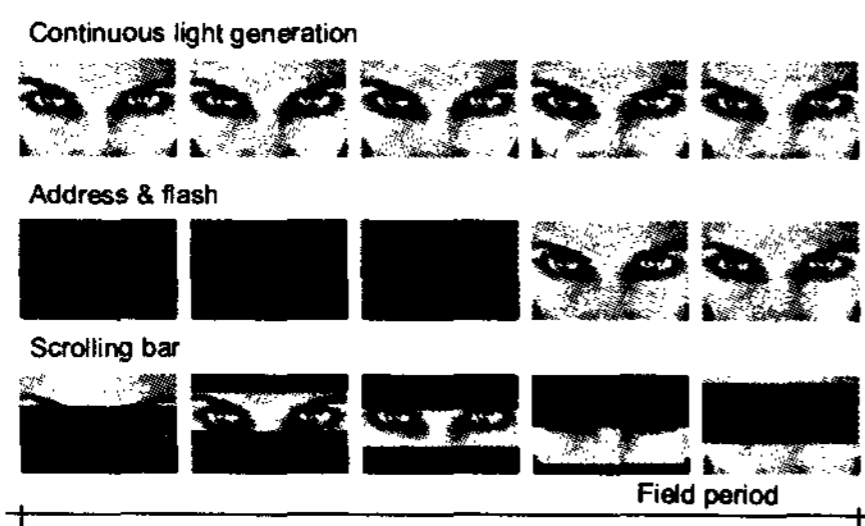 Continuous light generation
Address & flash
Scrolling bar
Field period